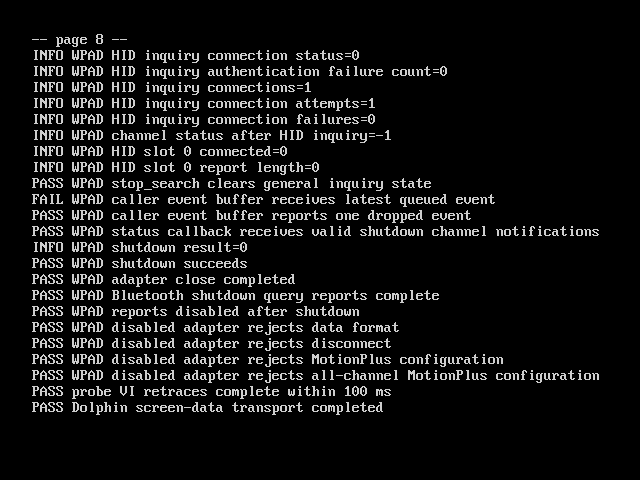 -- page 8 --
INFO WPAD HID inquiry connection status=0
INFO WPAD HID inquiry authentication failure count=0
INFO WPAD HID inquiry connections=1
INFO WPAD HID inquiry connection attempts=1
INFO WPAD HID inquiry connection failures=0
INFO WPAD channel status after HID inquiry=-1
INFO WPAD HID slot 0 connected=0
INFO WPAD HID slot 0 report length=0
PASS WPAD stop_search clears general inquiry state
FAIL WPAD caller event buffer receives latest queued event
PASS WPAD caller event buffer reports one dropped event
PASS WPAD status callback receives valid shutdown channel notifications
INFO WPAD shutdown result=0
PASS WPAD shutdown succeeds
PASS WPAD adapter close completed
PASS WPAD Bluetooth shutdown query reports complete
PASS WPAD reports disabled after shutdown
PASS WPAD disabled adapter rejects data format
PASS WPAD disabled adapter rejects disconnect
PASS WPAD disabled adapter rejects MotionPlus configuration
PASS WPAD disabled adapter rejects all-channel MotionPlus configuration
PASS probe VI retraces complete within 100 ms
PASS Dolphin screen-data transport completed